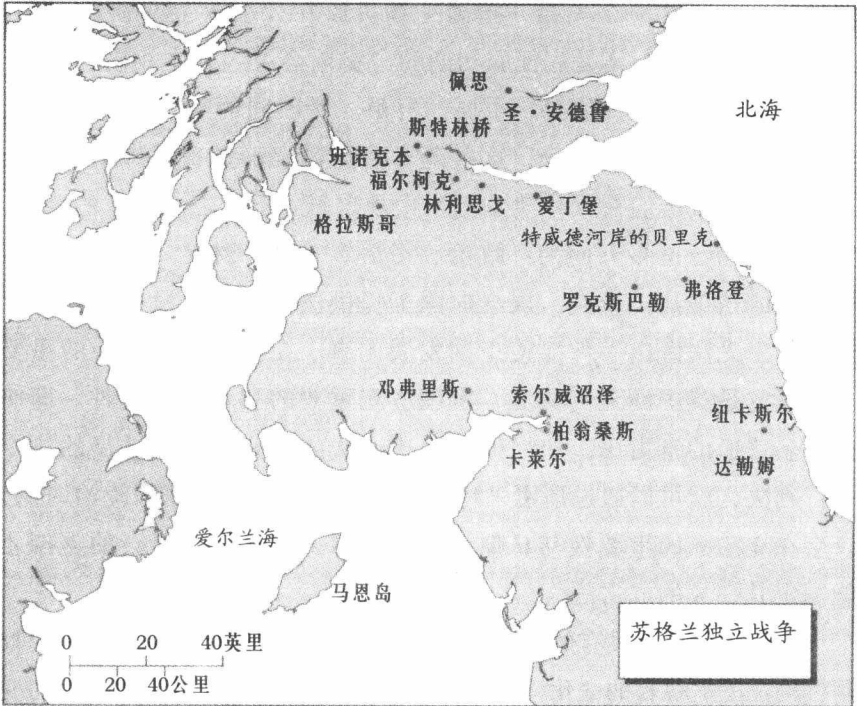 佩思
北海
圣·安德鲁
斯特林桥
班诺克本
福尔柯克
林利思戈
爱丁堡
格拉斯哥
特威德河岸的贝里克
罗克斯巴勒
弗洛登
邓弗里斯
索尔威沼泽
纽卡斯尔
柏翁桑斯
卡莱尔
达勒姆
爱尔兰海
马恩岛
苏格兰独立战争
0 20 40英里
0 20 40公里